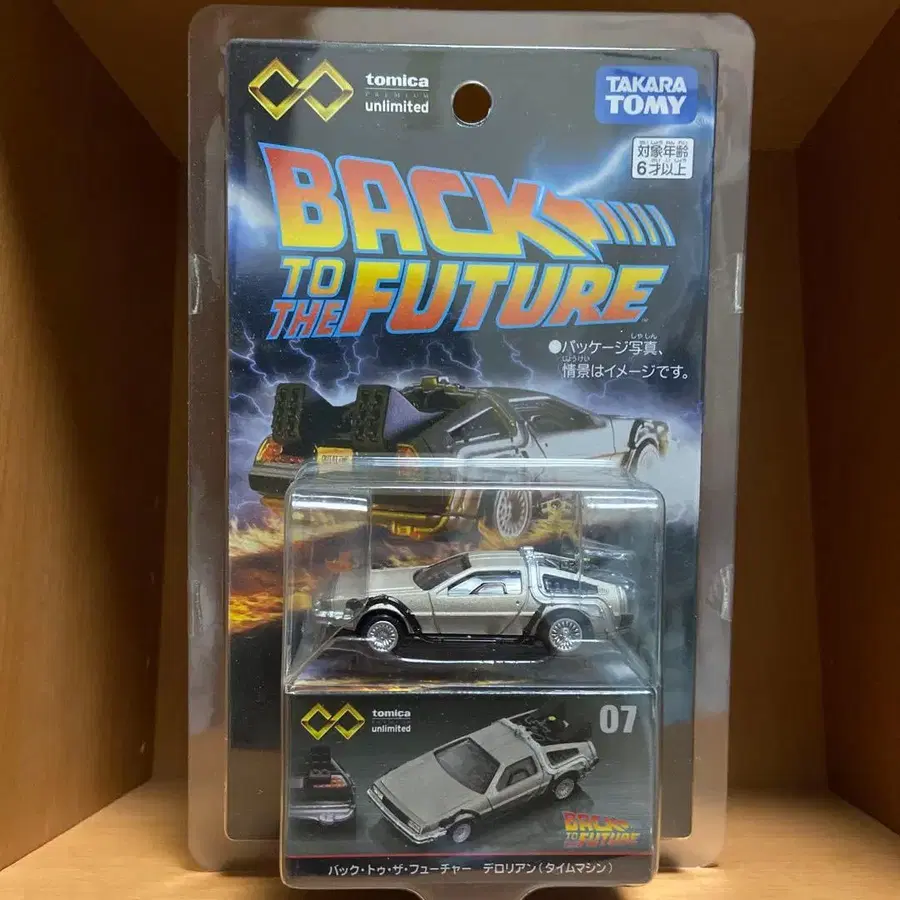 tomica
PREMIUM
unlimited
TAKARA
TOMY
対象年齢
6才以上
BACK
TO
THE
FUTURE
●パッケージ写真、
情景はイメージです。
tomica
PREMIUM
unlimited
07
BACK
TO
THE
FUTURE
バック・トゥ・ザ・フューチャー デロリアン(タイムマシン)